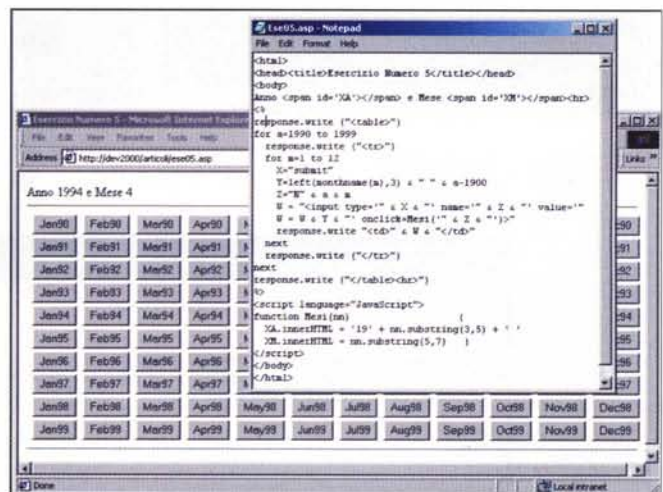 Ese05.asp - Notepad
File Edit Format Help
<html>
<head><title>Esercizio Numero 5</title></head>
<body>
Anno <span id='XA'></span> e Mese <span id='XM'></span><hr>
<%
response.write ("<table>")
for a=1990 to 1999
response.write ("<tr>")
for m=1 to 12
X="submit"
Y=left(monthname(m),3) & " " & a-1900
Z="N" & a & m
W = "<input type='" & X & "' name='" & Z & "' value='"
W = W & Y & "' onclick=Mesi('" & Z & "')>"
response.write "<td>" & W & "</td>"
next
response.write ("</tr>")
next
response.write ("</table><hr>")
%>
<script language="JavaScript">
function Mesi(nn) {
XA.innerHTML = '19' + nn.substring(3,5) + ' '
XM.innerHTML = nn.substring(5,7) }
</script>
</body>
</html>
Esercizio Numero 5 - Microsoft Internet Explorer
File Edit View Favorites Tools Help
Address http://dev2000/articoli/ese05.asp
Links »
Anno 1994 e Mese 4
Jan90 Feb90 Mar90 Apr90 c90
Jan91 Feb91 Mar91 Apr91 c91
Jan92 Feb92 Mar92 Apr92 c92
Jan93 Feb93 Mar93 Apr93 c93
Jan94 Feb94 Mar94 Apr94 c94
Jan95 Feb95 Mar95 Apr95 c95
Jan96 Feb96 Mar96 Apr96 c96
Jan97 Feb97 Mar97 Apr97 c97
Jan98 Feb98 Mar98 Apr98 May98 Jun98 Jul98 Aug98 Sep98 Oct98 Nov98 Dec98
Jan99 Feb99 Mar99 Apr99 May99 Jun99 Jul99 Aug99 Sep99 Oct99 Nov99 Dec99
Done
Local intranet